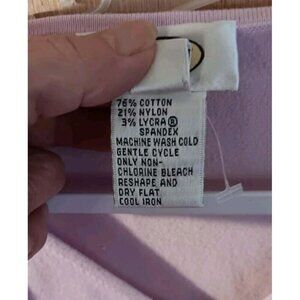 76% COTTON
21% NYLON
3% LYCRA®
SPANDEX
MACHINE WASH COLD
GENTLE CYCLE
ONLY NON-
CHLORINE BLEACH
RESHAPE AND
DRY FLAT
COOL IRON